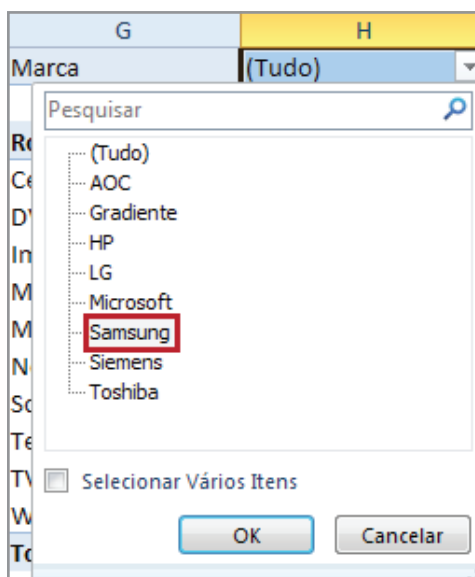 G H
Marca (Tudo)
Pesquisar
(Tudo)
AOC
Gradiente
HP
LG
Microsoft
Samsung
Siemens
Toshiba
Selecionar Vários Itens
OK Cancelar